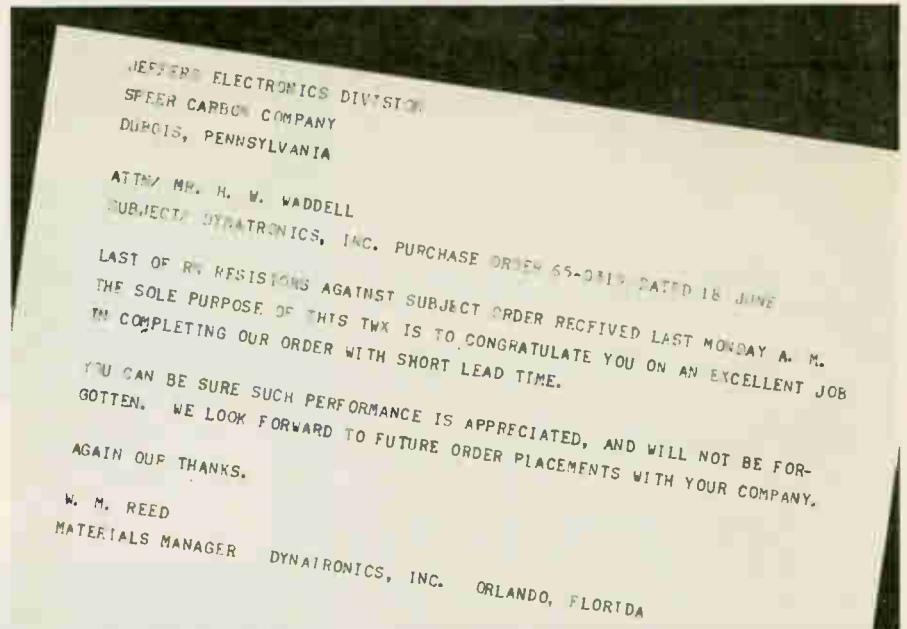 JEFFERS ELECTRONICS DIVISION
SPEER CARBON COMPANY
DUBOIS, PENNSYLVANIA
ATTN/ MR. H. W. WADDELL
SUBJECT/ DYNATRONICS, INC. PURCHASE ORDER 65-0313 DATED 18 JUNE
LAST OF RN RESISTORS AGAINST SUBJECT ORDER RECEIVED LAST MONDAY A. M.
THE SOLE PURPOSE OF THIS TWX IS TO CONGRATULATE YOU ON AN EXCELLENT JOB
IN COMPLETING OUR ORDER WITH SHORT LEAD TIME.
YOU CAN BE SURE SUCH PERFORMANCE IS APPRECIATED, AND WILL NOT BE FOR-
GOTTEN. WE LOOK FORWARD TO FUTURE ORDER PLACEMENTS WITH YOUR COMPANY.
AGAIN OUR THANKS.
W. M. REED
MATERIALS MANAGER DYNATRONICS, INC. ORLANDO, FLORIDA